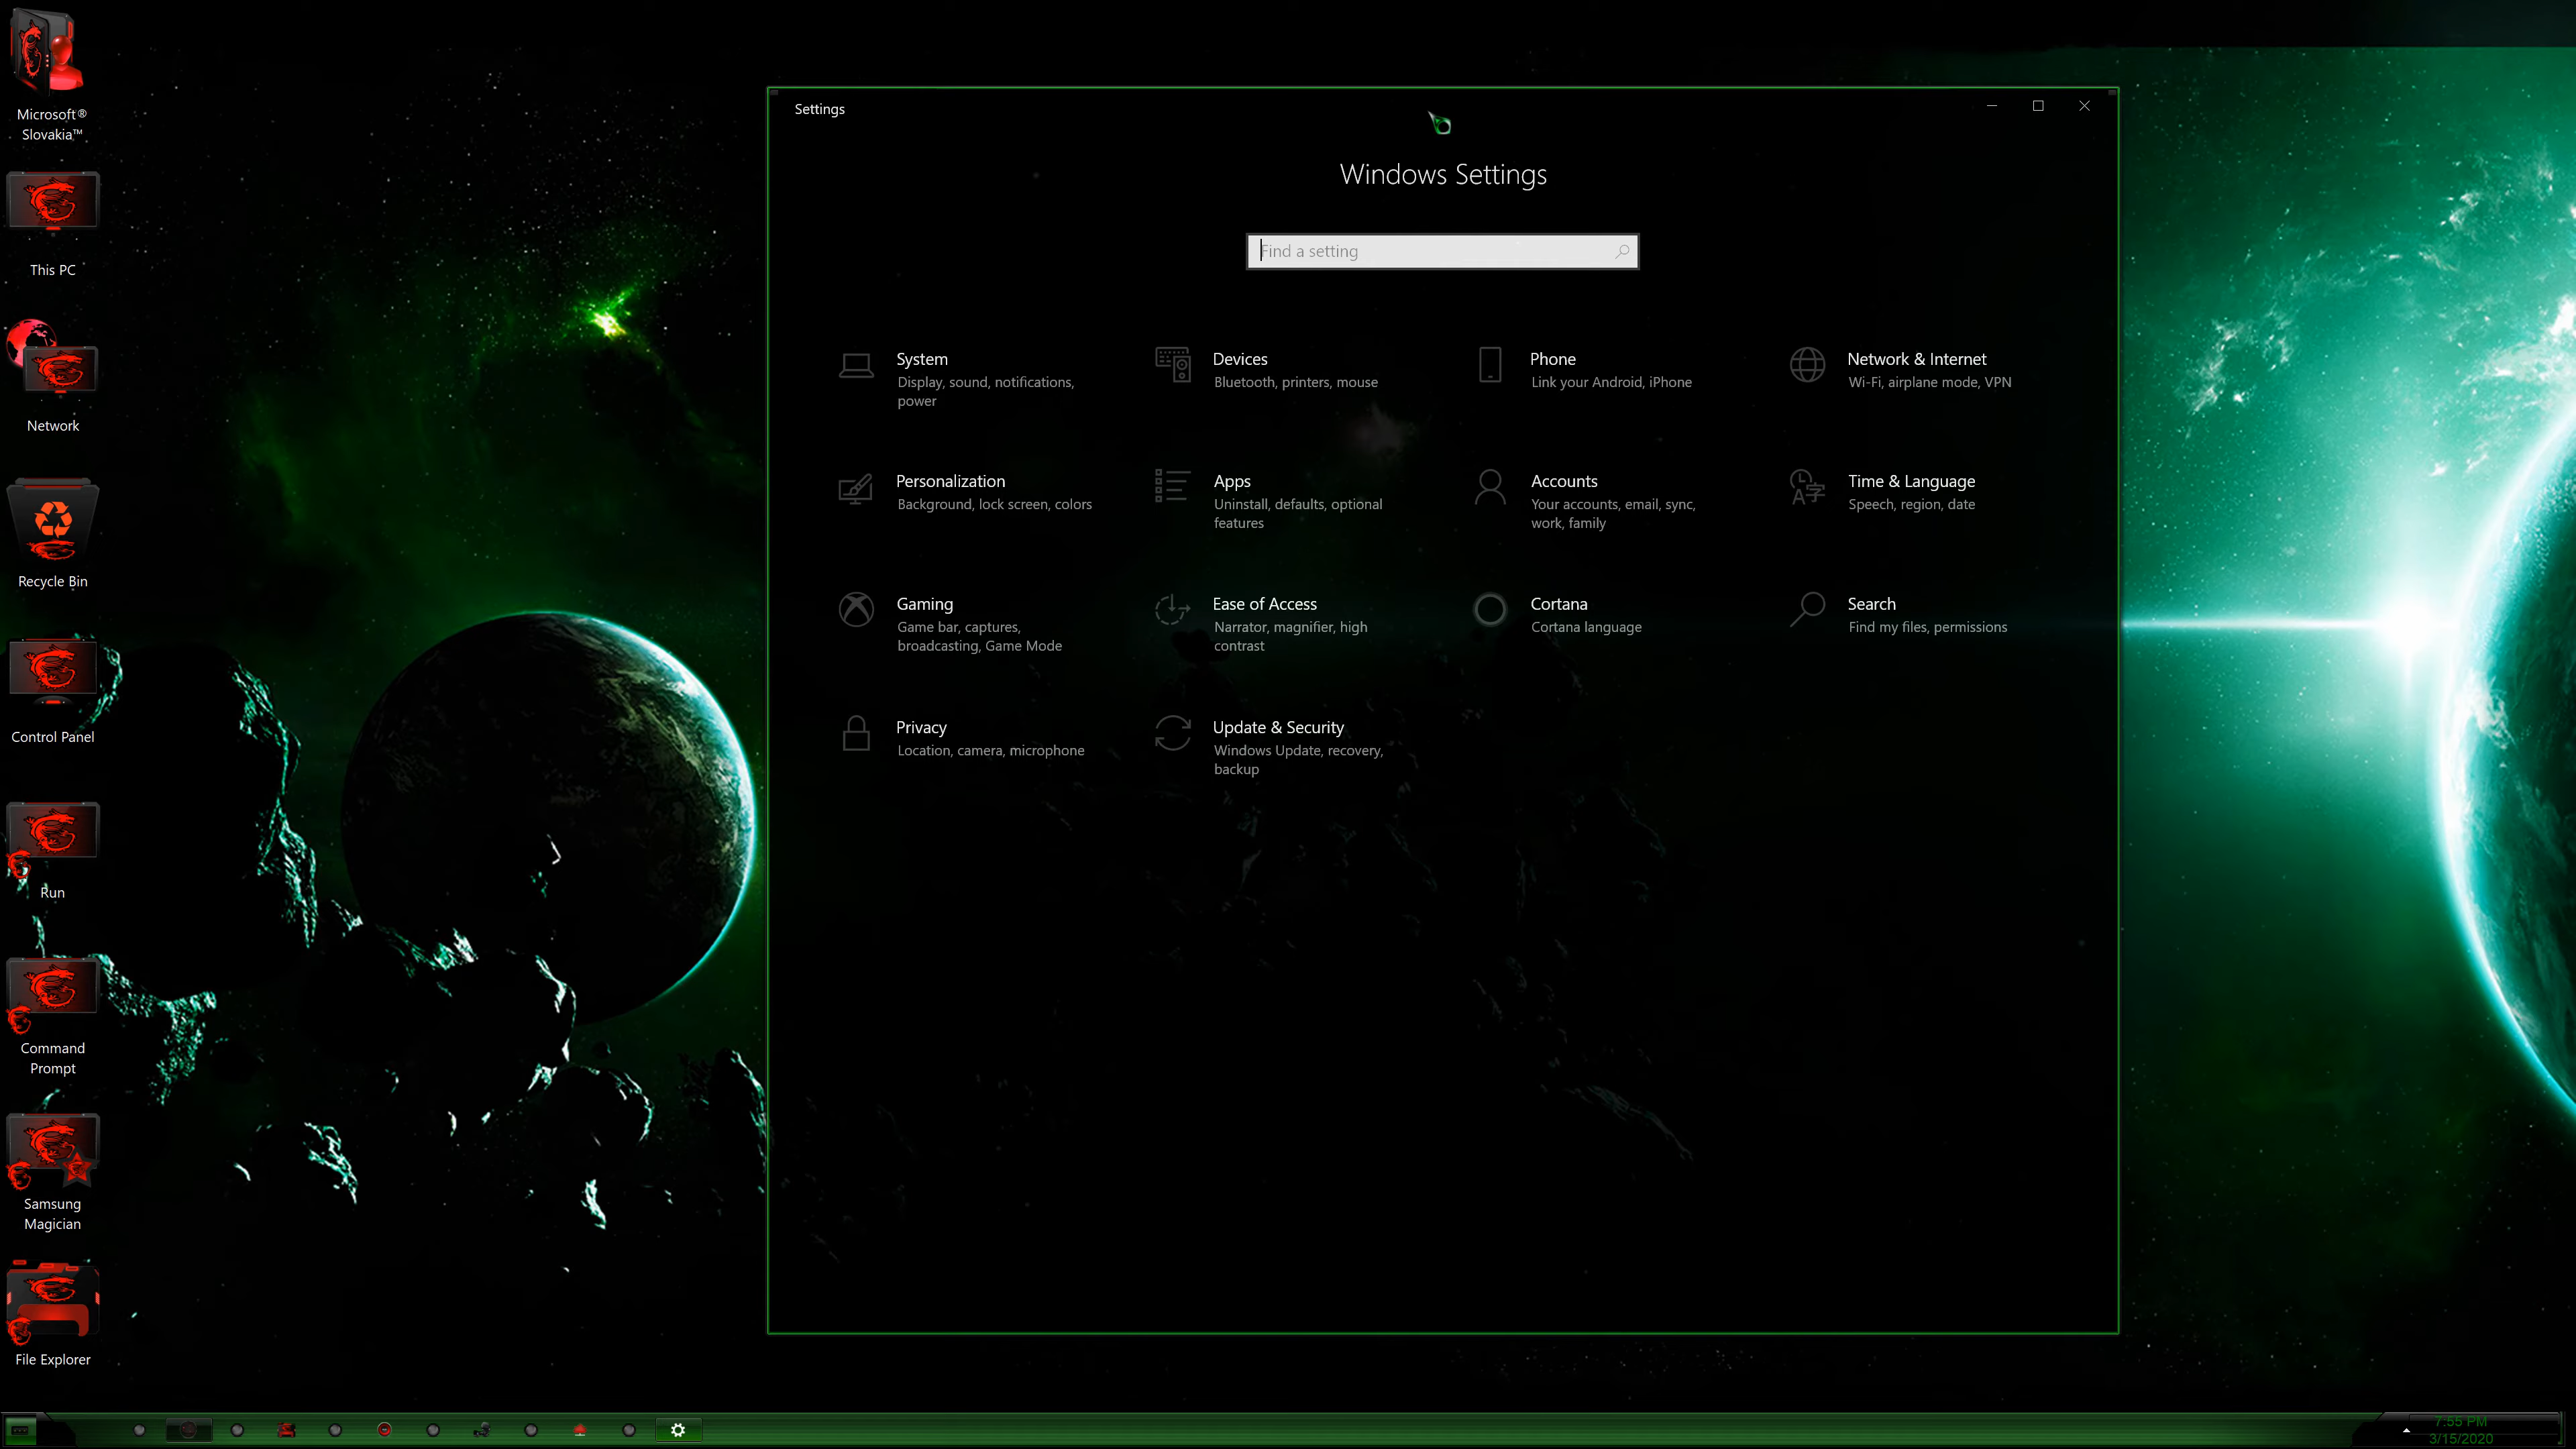 Microsoft®
Slovakia™
This PC
Network
Recycle Bin
Control Panel
Run
Command
Prompt
Samsung
Magician
File Explorer
Settings
Windows Settings
Find a setting
System
Display, sound, notifications,
power
Devices
Bluetooth, printers, mouse
Phone
Link your Android, iPhone
Network & Internet
Wi-Fi, airplane mode, VPN
Personalization
Background, lock screen, colors
Apps
Uninstall, defaults, optional
features
Accounts
Your accounts, email, sync,
work, family
Time & Language
Speech, region, date
Gaming
Game bar, captures,
broadcasting, Game Mode
Ease of Access
Narrator, magnifier, high
contrast
Cortana
Cortana language
Search
Find my files, permissions
Privacy
Location, camera, microphone
Update & Security
Windows Update, recovery,
backup
7:55 PM
3/15/2020